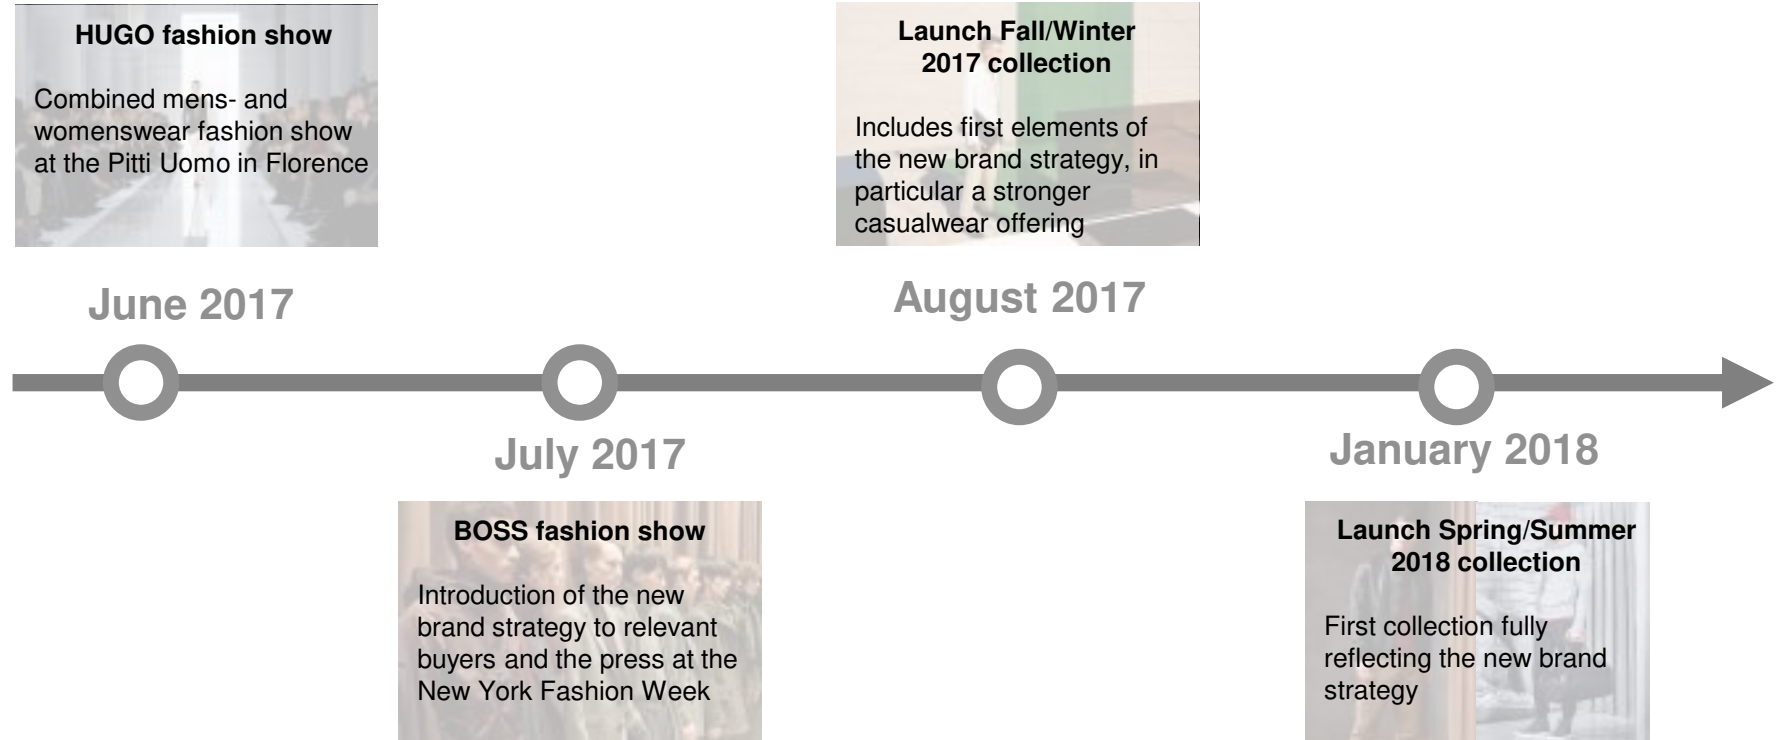 HUGO fashion show
Combined mens- and
womenswear fashion show
at the Pitti Uomo in Florence
June 2017
July 2017
BOSS fashion show
Introduction of the new
brand strategy to relevant
buyers and the press at the
New York Fashion Week
Launch Fall/Winter
2017 collection
Includes first elements of
the new brand strategy, in
particular a stronger
casualwear offering
August 2017
January 2018
Launch Spring/Summer
2018 collection
First collection fully
reflecting the new brand
strategy